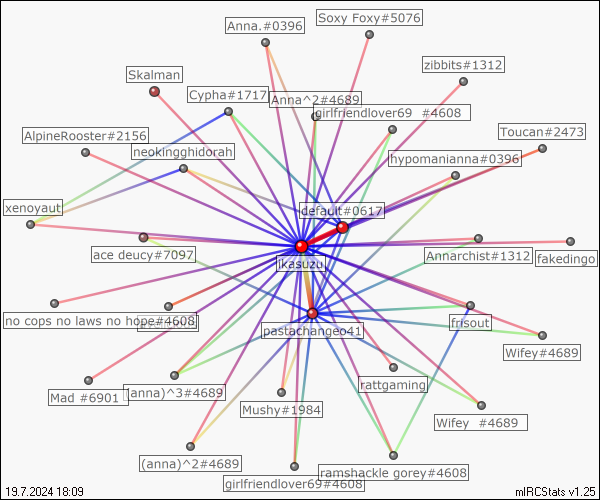 Soxy Foxy#5076
Anna.#0396
zibbits#1312
Skalman
Cypha#1717
Anna^2#4689
girlfriendlover69 #4608
Toucan#2473
AlpineRooster#2156
neokingghidorah
hypomanianna#0396
xenoyaut
default#0617
ace deucy#7097
ikasuzu
Annarchist#1312
fakedingo
no cops no laws no hope#4608
pastachangeo41
frisout
Wifey#4689
Mad #6901
(anna)^3#4689
rattgaming
Mushy#1984
Wifey #4689
(anna)^2#4689
girlfriendlover69#4608
ramshackle gorey#4608
19.7.2024 18:09
mIRCStats v1.25